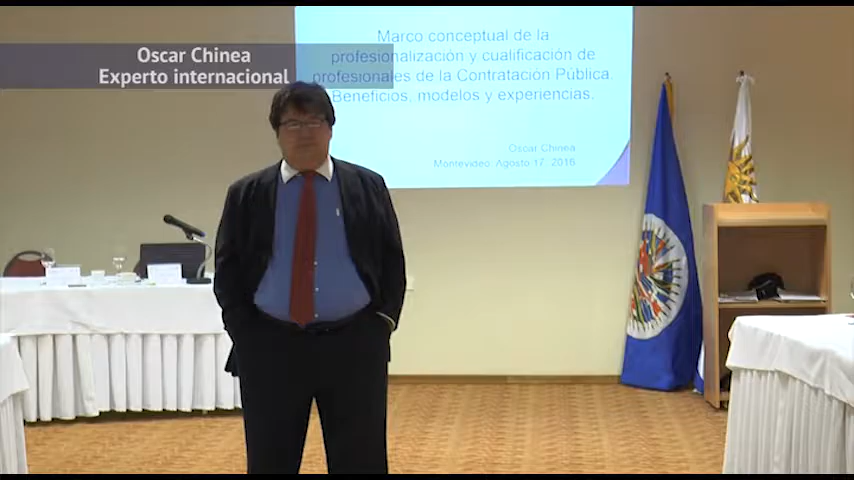 Oscar Chinea
Experto internacional
Marco conceptual de la
profesionalización y cualificación de
profesionales de la Contratación Pública.
Beneficios, modelos y experiencias.
Oscar Chinea
Montevideo. Agosto 17, 2016